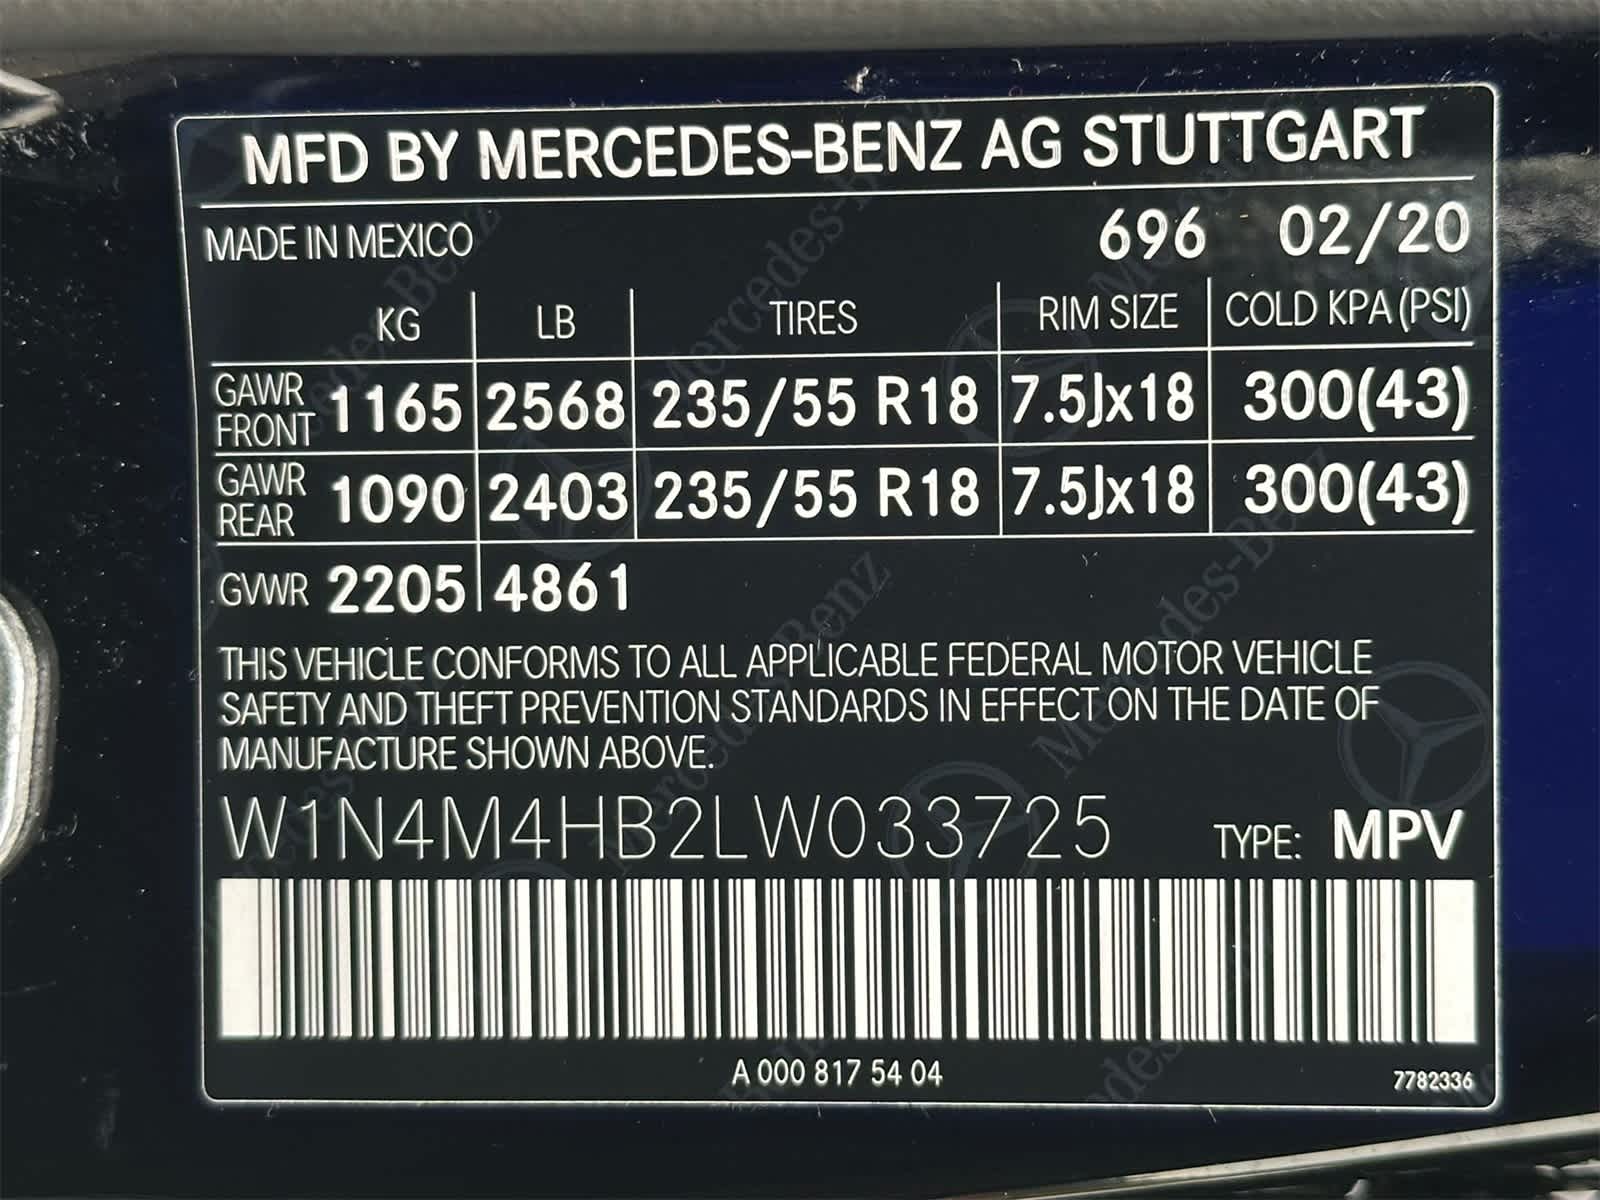 MFD BY MERCEDES-BENZ AG STUTTGART
MADE IN MEXICO 696 02/20
KG LB TIRES RIM SIZE COLD KPA (PSI)
GAWR FRONT 1165 2568 235/55 R18 7.5Jx18 300(43)
GAWR REAR 1090 2403 235/55 R18 7.5Jx18 300(43)
GVWR 2205 4861
THIS VEHICLE CONFORMS TO ALL APPLICABLE FEDERAL MOTOR VEHICLE
SAFETY AND THEFT PREVENTION STANDARDS IN EFFECT ON THE DATE OF
MANUFACTURE SHOWN ABOVE.
W1N4M4HB2LW033725 TYPE: MPV
A 000 817 54 04 7782336